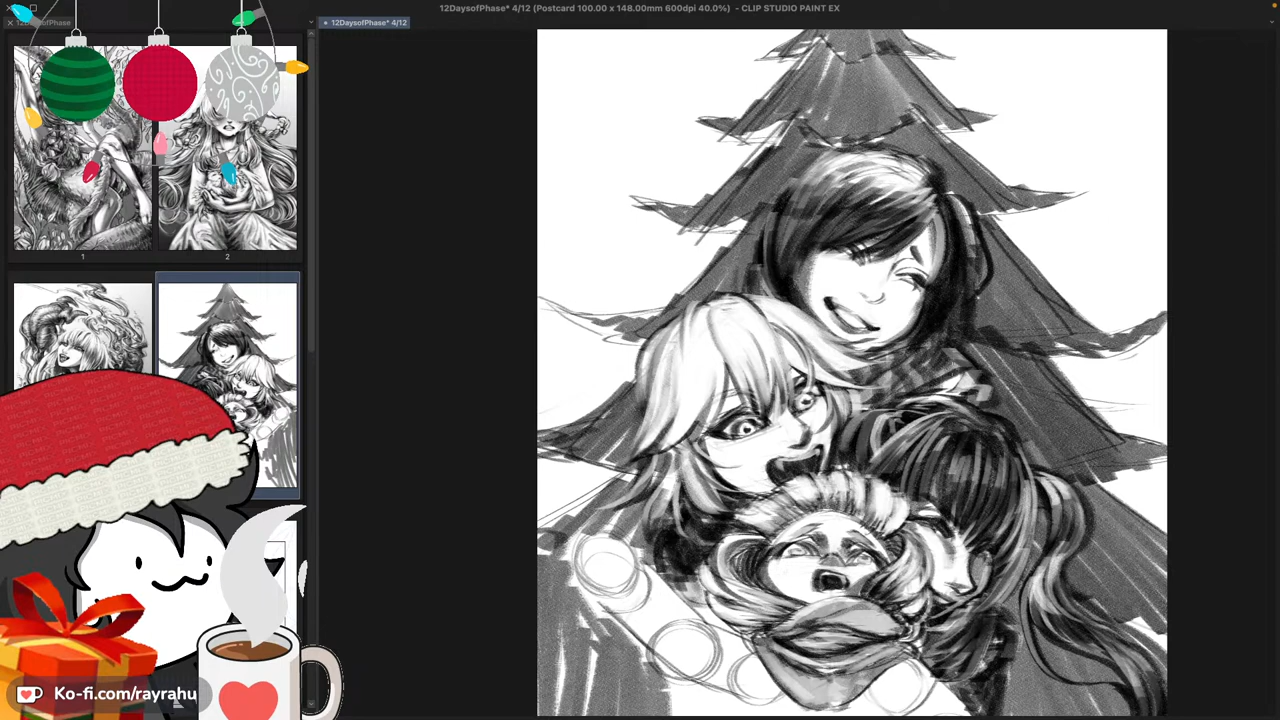 12DaysofPhase* 4/12 (Postcard 100.00 x 148.00mm 600dpi 40.0%) - CLIP STUDIO PAINT EX
12DaysofPhase
12DaysofPhase* 4/12
1
2
Ko-fi.com/rayrahu